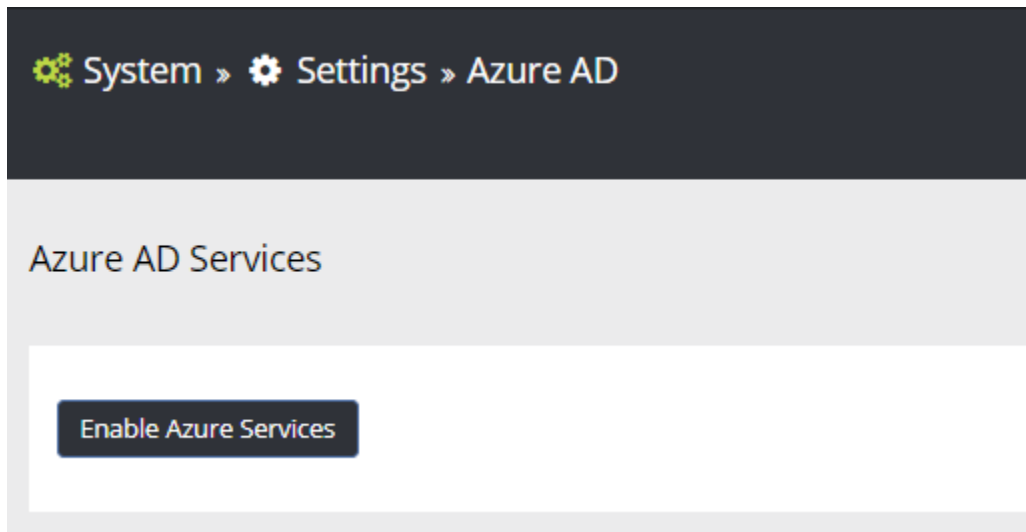 System » Settings » Azure AD
Azure AD Services
Enable Azure Services